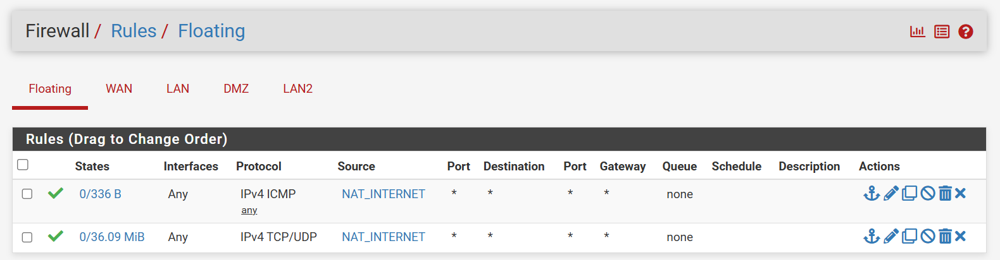 Firewall / Rules / Floating
Floating WAN LAN DMZ LAN2
Rules (Drag to Change Order)
States Interfaces Protocol Source Port Destination Port Gateway Queue Schedule Description Actions
0/336 B Any IPv4 ICMP NAT_INTERNET * * * * none
any
0/36.09 MiB Any IPv4 TCP/UDP NAT_INTERNET * * * * none